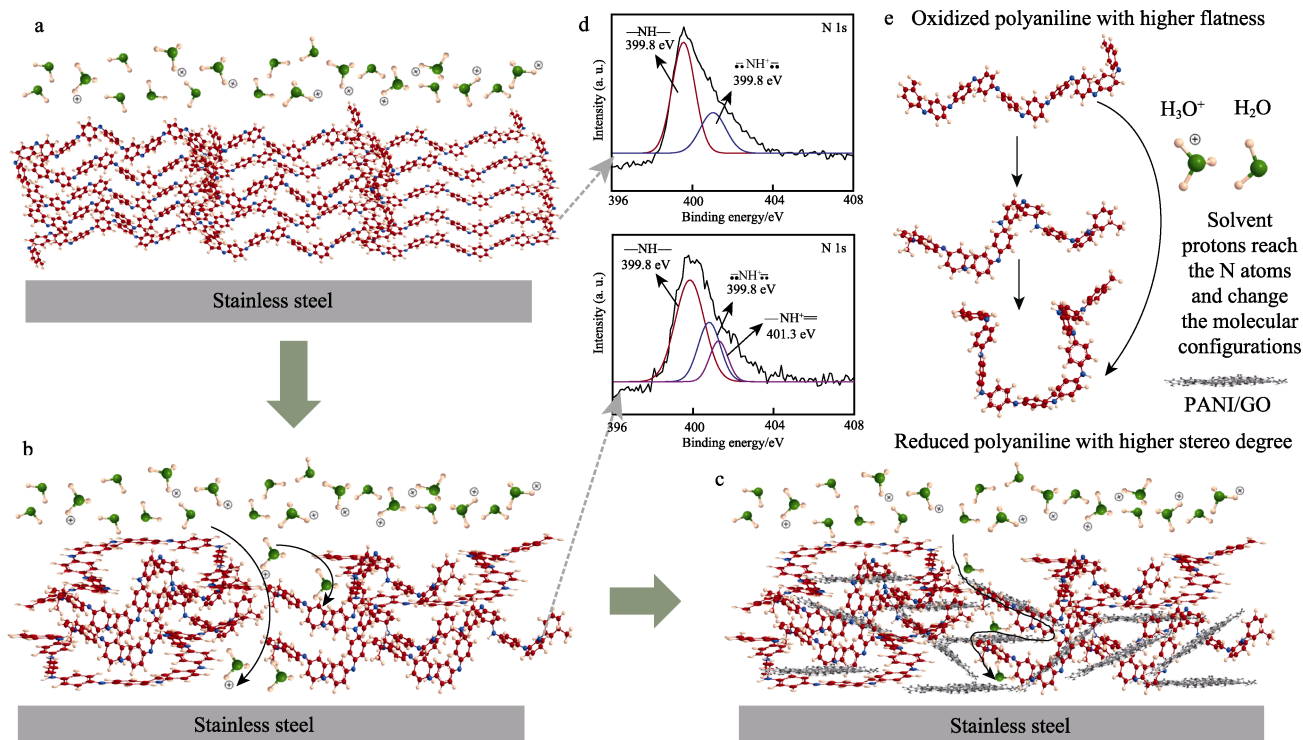 a
Stainless steel
b
Stainless steel
c
Stainless steel
d
N 1s
—NH—
399.8 eV
••NH⁺••
399.8 eV
Intensity (a. u.)
396 400 404 408
Binding energy/eV
N 1s
—NH—
399.8 eV
••NH⁺••
399.8 eV
—NH⁺=
401.3 eV
Intensity (a. u.)
396 400 404 408
Binding energy/eV
e
Oxidized polyaniline with higher flatness
H₃O⁺ H₂O
Solvent
protons reach
the N atoms
and change
the molecular
configurations
PANI/GO
Reduced polyaniline with higher stereo degree